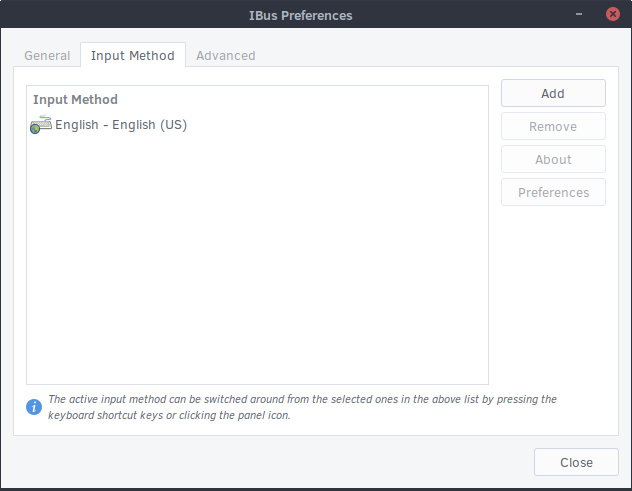 IBus Preferences
General
Input Method
Advanced
Input Method
English - English (US)
Add
Remove
About
Preferences
The active input method can be switched around from the selected ones in the above list by pressing the
keyboard shortcut keys or clicking the panel icon.
Close